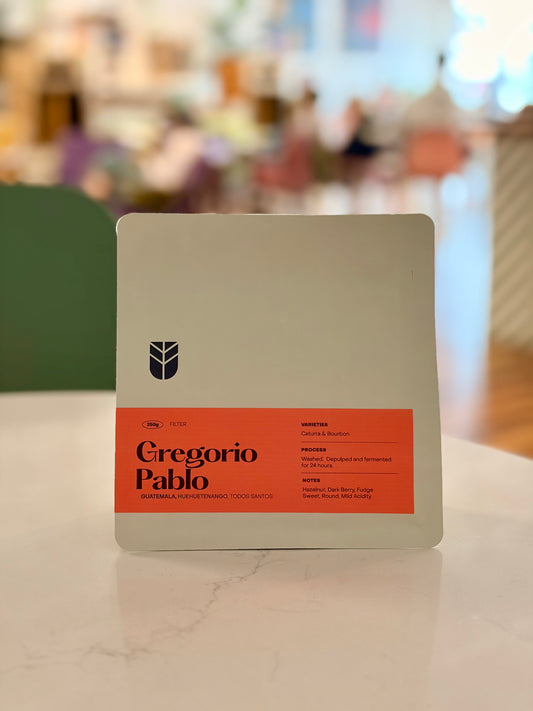 250g FILTER
Gregorio
Pablo
GUATEMALA, HUEHUETENANGO, TODOS SANTOS
VARIETIES
Caturra & Bourbon
PROCESS
Washed. Depulped and fermented
for 24 hours.
NOTES
Hazelnut, Dark Berry, Fudge
Sweet, Round, Mild Acidity